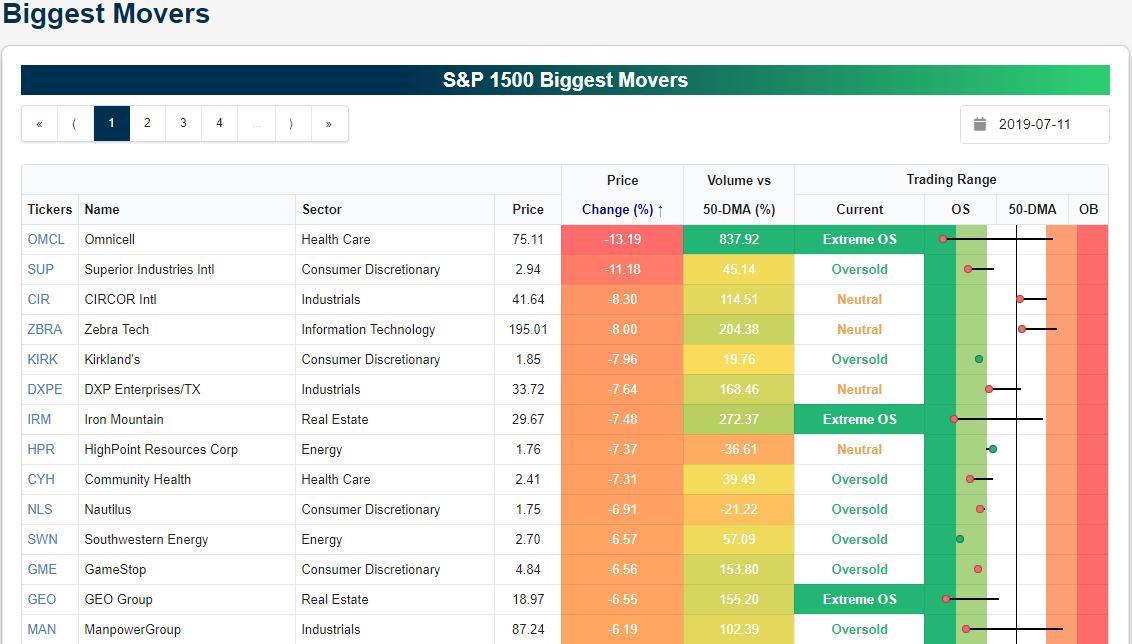 Biggest Movers
S&P 1500 Biggest Movers
« ⟨ 1 2 3 4 ... ⟩ » 2019-07-11
Price Volume vs Trading Range
Tickers Name Sector Price Change (%) ↑ 50-DMA (%) Current OS 50-DMA OB
OMCL Omnicell Health Care 75.11 -13.19 837.92 Extreme OS
SUP Superior Industries Intl Consumer Discretionary 2.94 -11.18 45.14 Oversold
CIR CIRCOR Intl Industrials 41.64 -8.30 114.51 Neutral
ZBRA Zebra Tech Information Technology 195.01 -8.00 204.38 Neutral
KIRK Kirkland's Consumer Discretionary 1.85 -7.96 19.76 Oversold
DXPE DXP Enterprises/TX Industrials 33.72 -7.64 168.46 Neutral
IRM Iron Mountain Real Estate 29.67 -7.48 272.37 Extreme OS
HPR HighPoint Resources Corp Energy 1.76 -7.37 -36.61 Neutral
CYH Community Health Health Care 2.41 -7.31 39.49 Oversold
NLS Nautilus Consumer Discretionary 1.75 -6.91 -21.22 Oversold
SWN Southwestern Energy Energy 2.70 -6.57 57.09 Oversold
GME GameStop Consumer Discretionary 4.84 -6.56 153.80 Oversold
GEO GEO Group Real Estate 18.97 -6.55 155.20 Extreme OS
MAN ManpowerGroup Industrials 87.24 -6.19 102.39 Oversold